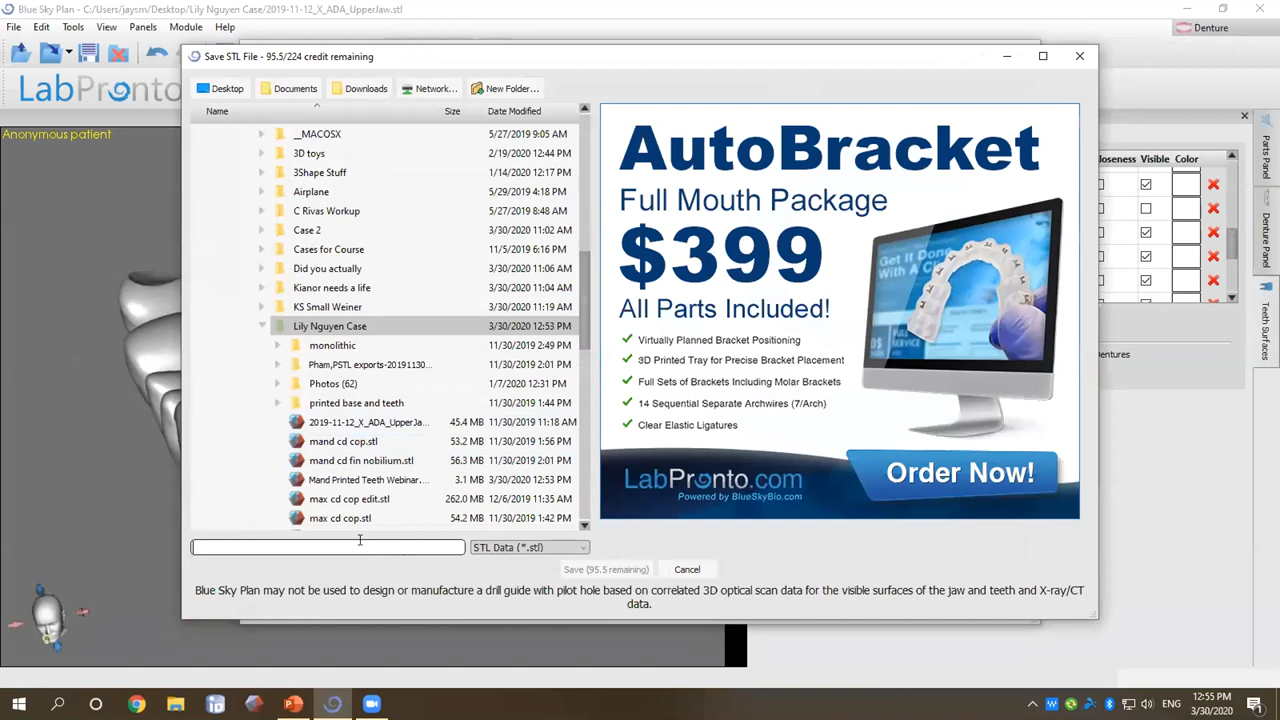 Blue Sky Plan - C:/Users/jaysm/Desktop/Lily Nguyen Case/2019-11-12_X_ADA_UpperJaw.stl
File Edit Tools View Panels Module Help
Denture
LabPronto
Anonymous patient
Save STL File - 95.5/224 credit remaining
Desktop Documents Downloads Network... New Folder...
Name Size Date Modified
__MACOSX 5/27/2019 9:05 AM
3D toys 2/19/2020 12:44 PM
3Shape Stuff 1/14/2020 12:17 PM
Airplane 5/29/2019 4:18 PM
C Rivas Workup 5/27/2019 8:48 AM
Case 2 3/30/2020 11:02 AM
Cases for Course 11/5/2019 6:16 PM
Did you actually 3/30/2020 11:06 AM
Kianor needs a life 3/30/2020 11:04 AM
KS Small Weiner 3/30/2020 11:19 AM
Lily Nguyen Case 3/30/2020 12:53 PM
monolithic 11/30/2019 2:49 PM
Pham,PSTL exports-20191130... 11/30/2019 2:01 PM
Photos (62) 1/7/2020 12:31 PM
printed base and teeth 11/30/2019 1:44 PM
2019-11-12_X_ADA_UpperJa... 45.4 MB 11/30/2019 11:18 AM
mand cd cop.stl 53.2 MB 11/30/2019 1:56 PM
mand cd fin nobilium.stl 56.3 MB 11/30/2019 2:01 PM
Mand Printed Teeth Webinar.... 3.1 MB 3/30/2020 12:53 PM
max cd cop edit.stl 262.0 MB 12/6/2019 11:35 AM
max cd cop.stl 54.2 MB 11/30/2019 1:42 PM
STL Data (*.stl)
Save (95.5 remaining) Cancel
Blue Sky Plan may not be used to design or manufacture a drill guide with pilot hole based on correlated 3D optical scan data for the visible surfaces of the jaw and teeth and X-ray/CT
data.
AutoBracket
Full Mouth Package
$399
All Parts Included!
Virtually Planned Bracket Positioning
3D Printed Tray for Precise Bracket Placement
Full Sets of Brackets Including Molar Brackets
14 Sequential Separate Archwires (7/Arch)
Clear Elastic Ligatures
Get It Done
With A Cl
LabPronto.com
Powered by BlueSkyBio.com
Order Now!
closeness Visible Color
Dentures
Parts Panel
Denture Panel
Teeth Surfaces
ENG
12:55 PM
3/30/2020